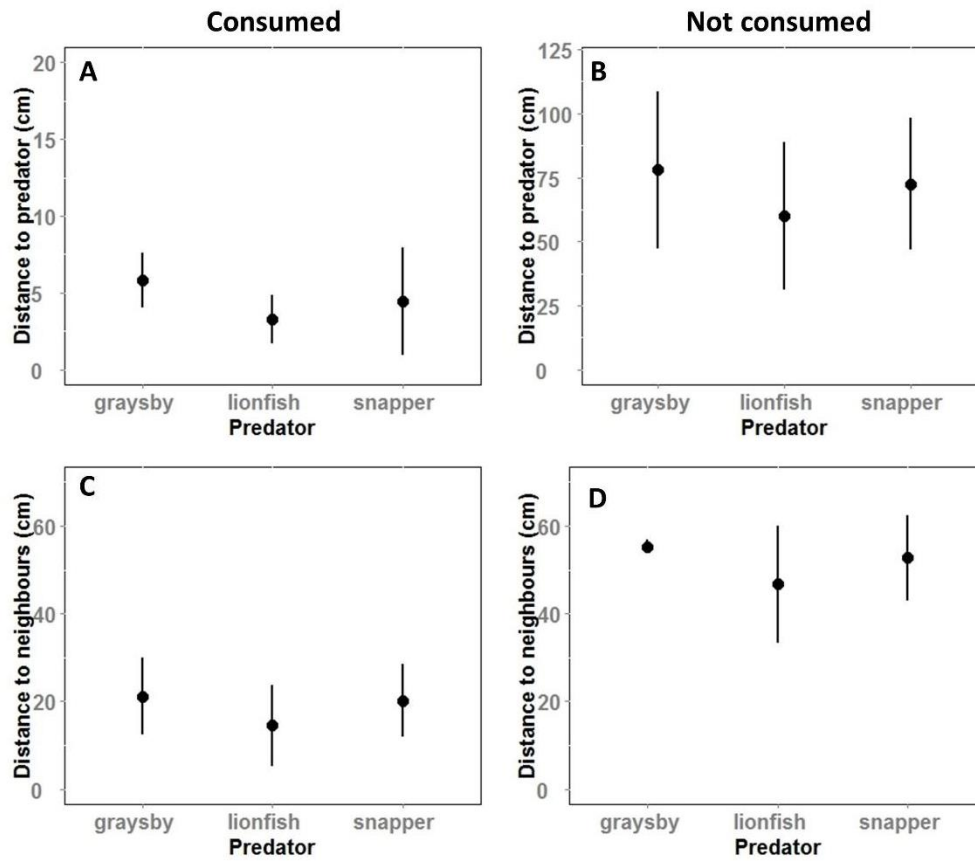 Consumed
Not consumed
A
Distance to predator (cm)
20
15
10
5
0
graysby lionfish snapper
Predator
B
Distance to predator (cm)
125
100
75
50
25
0
graysby lionfish snapper
Predator
C
Distance to neighbours (cm)
60
40
20
0
graysby lionfish snapper
Predator
D
Distance to neighbours (cm)
60
40
20
0
graysby lionfish snapper
Predator